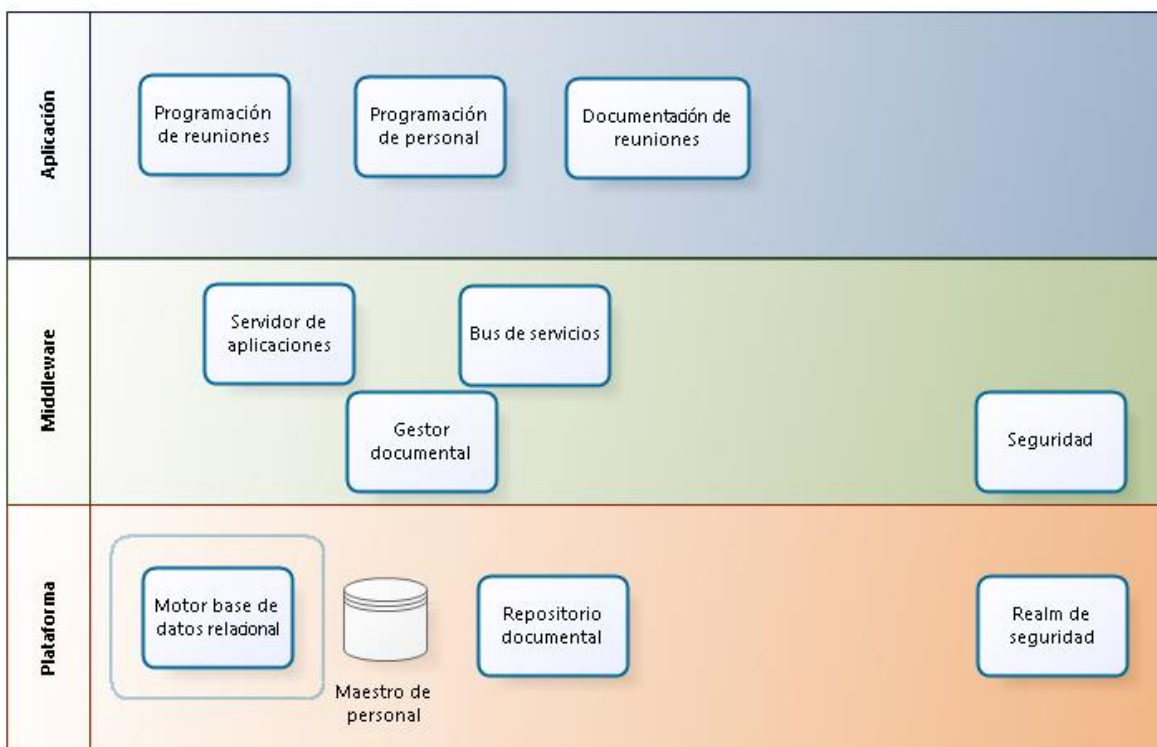 Aplicación
Programación
de reuniones
Programación
de personal
Documentación de
reuniones
Middleware
Servidor de
aplicaciones
Bus de servicios
Gestor
documental
Seguridad
Plataforma
Motor base de
datos relacional
Maestro de
personal
Repositorio
documental
Realm de
seguridad